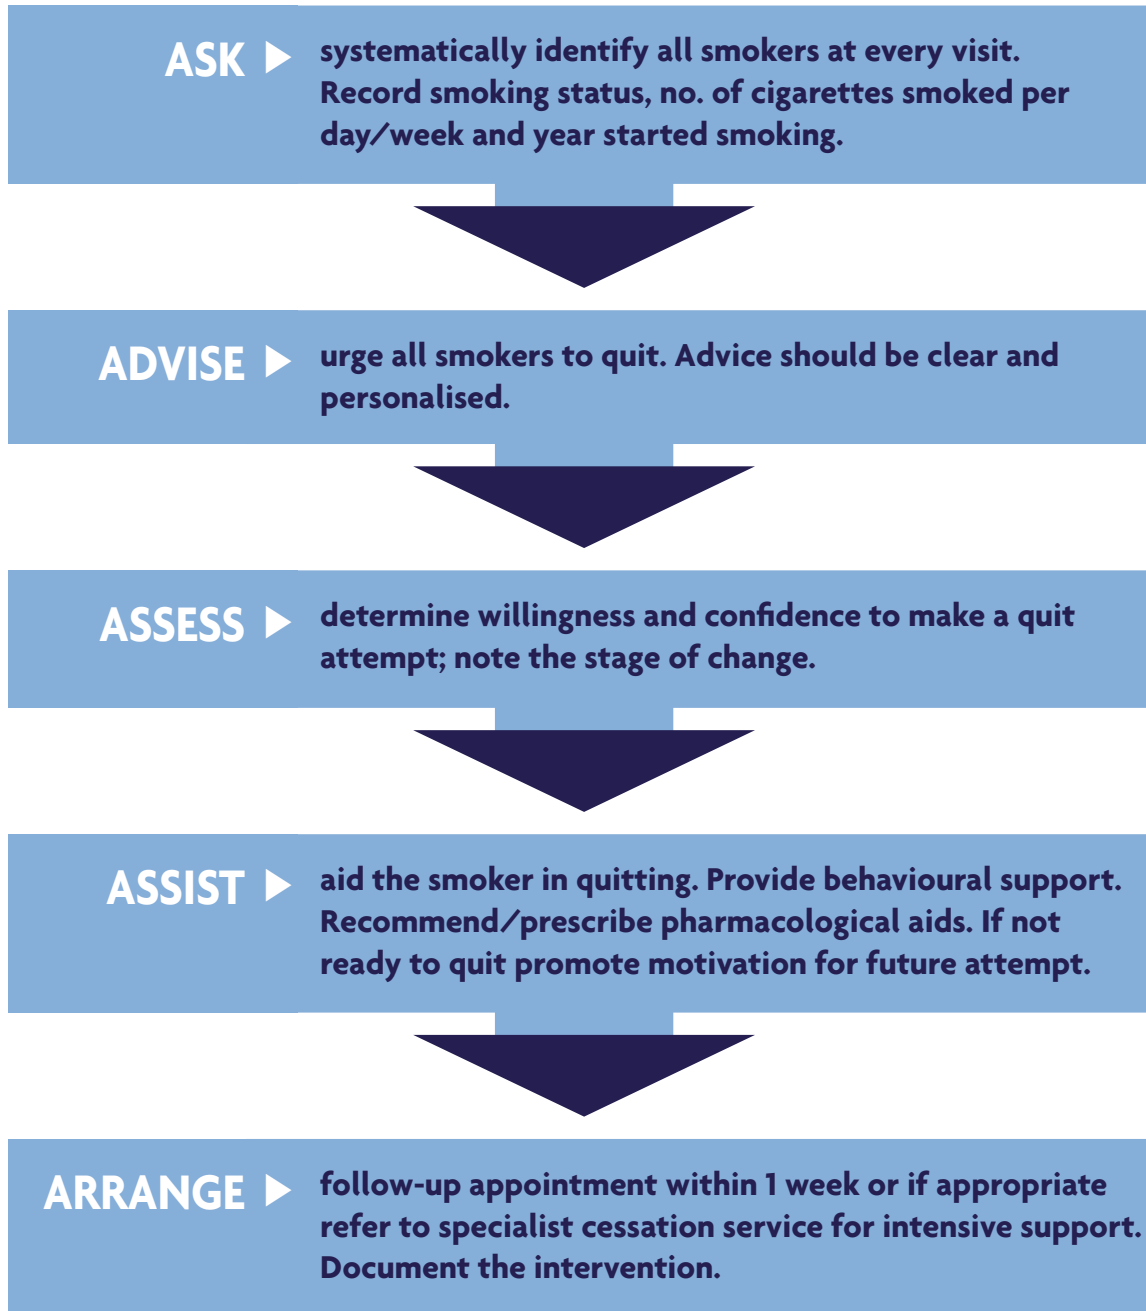 ASK ▶ systematically identify all smokers at every visit.
Record smoking status, no. of cigarettes smoked per
day/week and year started smoking.
ADVISE ▶ urge all smokers to quit. Advice should be clear and
personalised.
ASSESS ▶ determine willingness and confidence to make a quit
attempt; note the stage of change.
ASSIST ▶ aid the smoker in quitting. Provide behavioural support.
Recommend/prescribe pharmacological aids. If not
ready to quit promote motivation for future attempt.
ARRANGE ▶ follow-up appointment within 1 week or if appropriate
refer to specialist cessation service for intensive support.
Document the intervention.